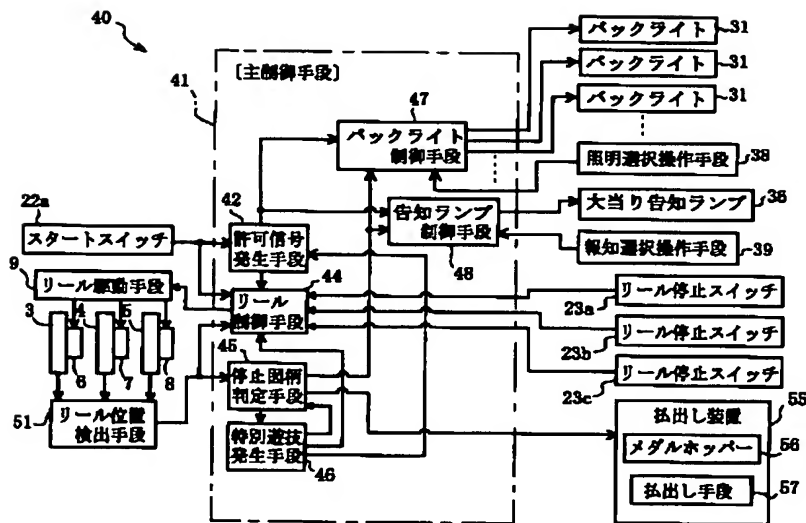 40
41
[主制御手段]
バックライト
31
バックライト
31
バックライト
31
47
バックライト
制御手段
照明選択操作手段
38
22a
スタートスイッチ
42
許可信号
発生手段
告知ランプ
制御手段
48
大当り告知ランプ
36
報知選択操作手段
39
9
リール駆動手段
3
4
5
6
7
8
44
リール
制御手段
リール停止スイッチ
23a
リール停止スイッチ
23b
リール停止スイッチ
23c
45
停止図柄
判定手段
51
リール位置
検出手段
特別遊技
発生手段
46
払出し装置
55
メダルホッパー
56
払出し手段
57